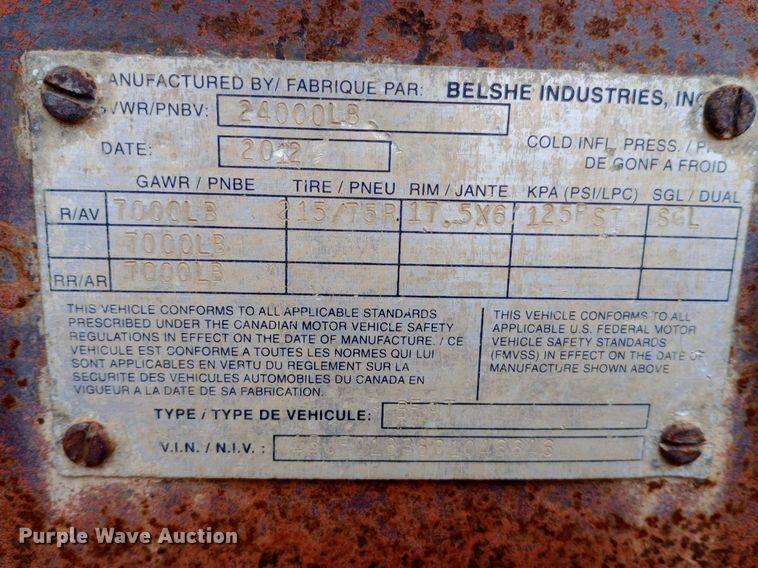 ANUFACTURED BY/ FABRIQUE PAR: BELSHE INDUSTRIES, INC
VWR/PNBV: 24000LB
DATE: 2012
COLD INFL. PRESS. / P
DE GONF A FROID
GAWR / PNBE TIRE / PNEU RIM / JANTE KPA (PSI/LPC) SGL / DUAL
R/AV 7000LB 215/75R 17.5X6 125PSI SGL
7000LB
RR/AR 7000LB
THIS VEHICLE CONFORMS TO ALL APPLICABLE STANDARDS
PRESCRIBED UNDER THE CANADIAN MOTOR VEHICLE SAFETY
REGULATIONS IN EFFECT ON THE DATE OF MANUFACTURE. / CE
VEHICULE EST CONFORME A TOUTES LES NORMES QUI LUI
SONT APPLICABLES EN VERTU DU REGLEMENT SUR LA
SECURITE DES VEHICULES AUTOMOBILES DU CANADA EN
VIGUEUR A LA DATE DE SA FABRICATION.
THIS VEHICLE CONFORMS TO ALL
APPLICABLE U.S. FEDERAL MOTOR
VEHICLE SAFETY STANDARDS
(FMVSS) IN EFFECT ON THE DATE OF
MANUFACTURE SHOWN ABOVE
TYPE / TYPE DE VEHICULE:
V.I.N. / N.I.V. :
Purple Wave Auction